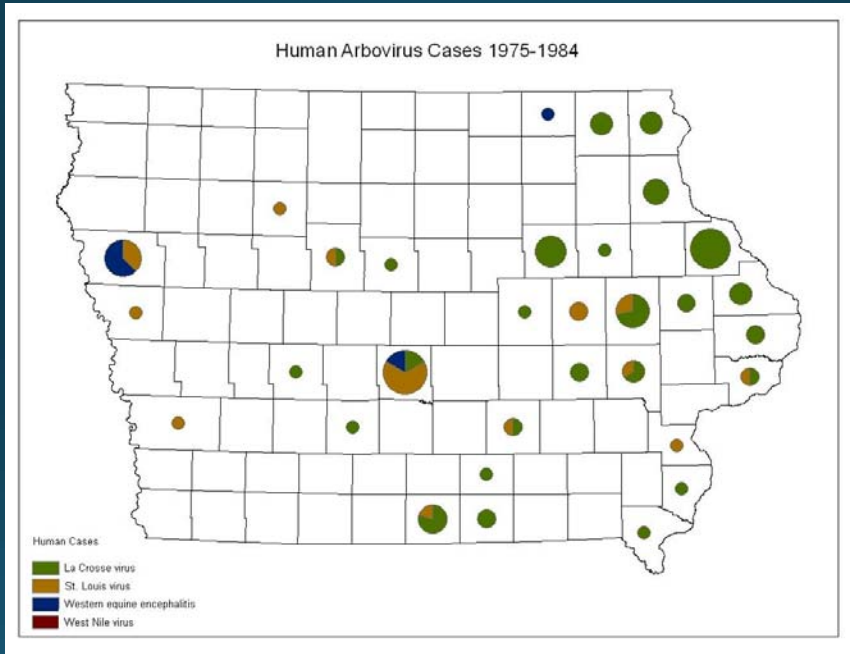 Human Arbovirus Cases 1975-1984
Human Cases
La Crosse virus
St. Louis virus
Western equine encephalitis
West Nile virus